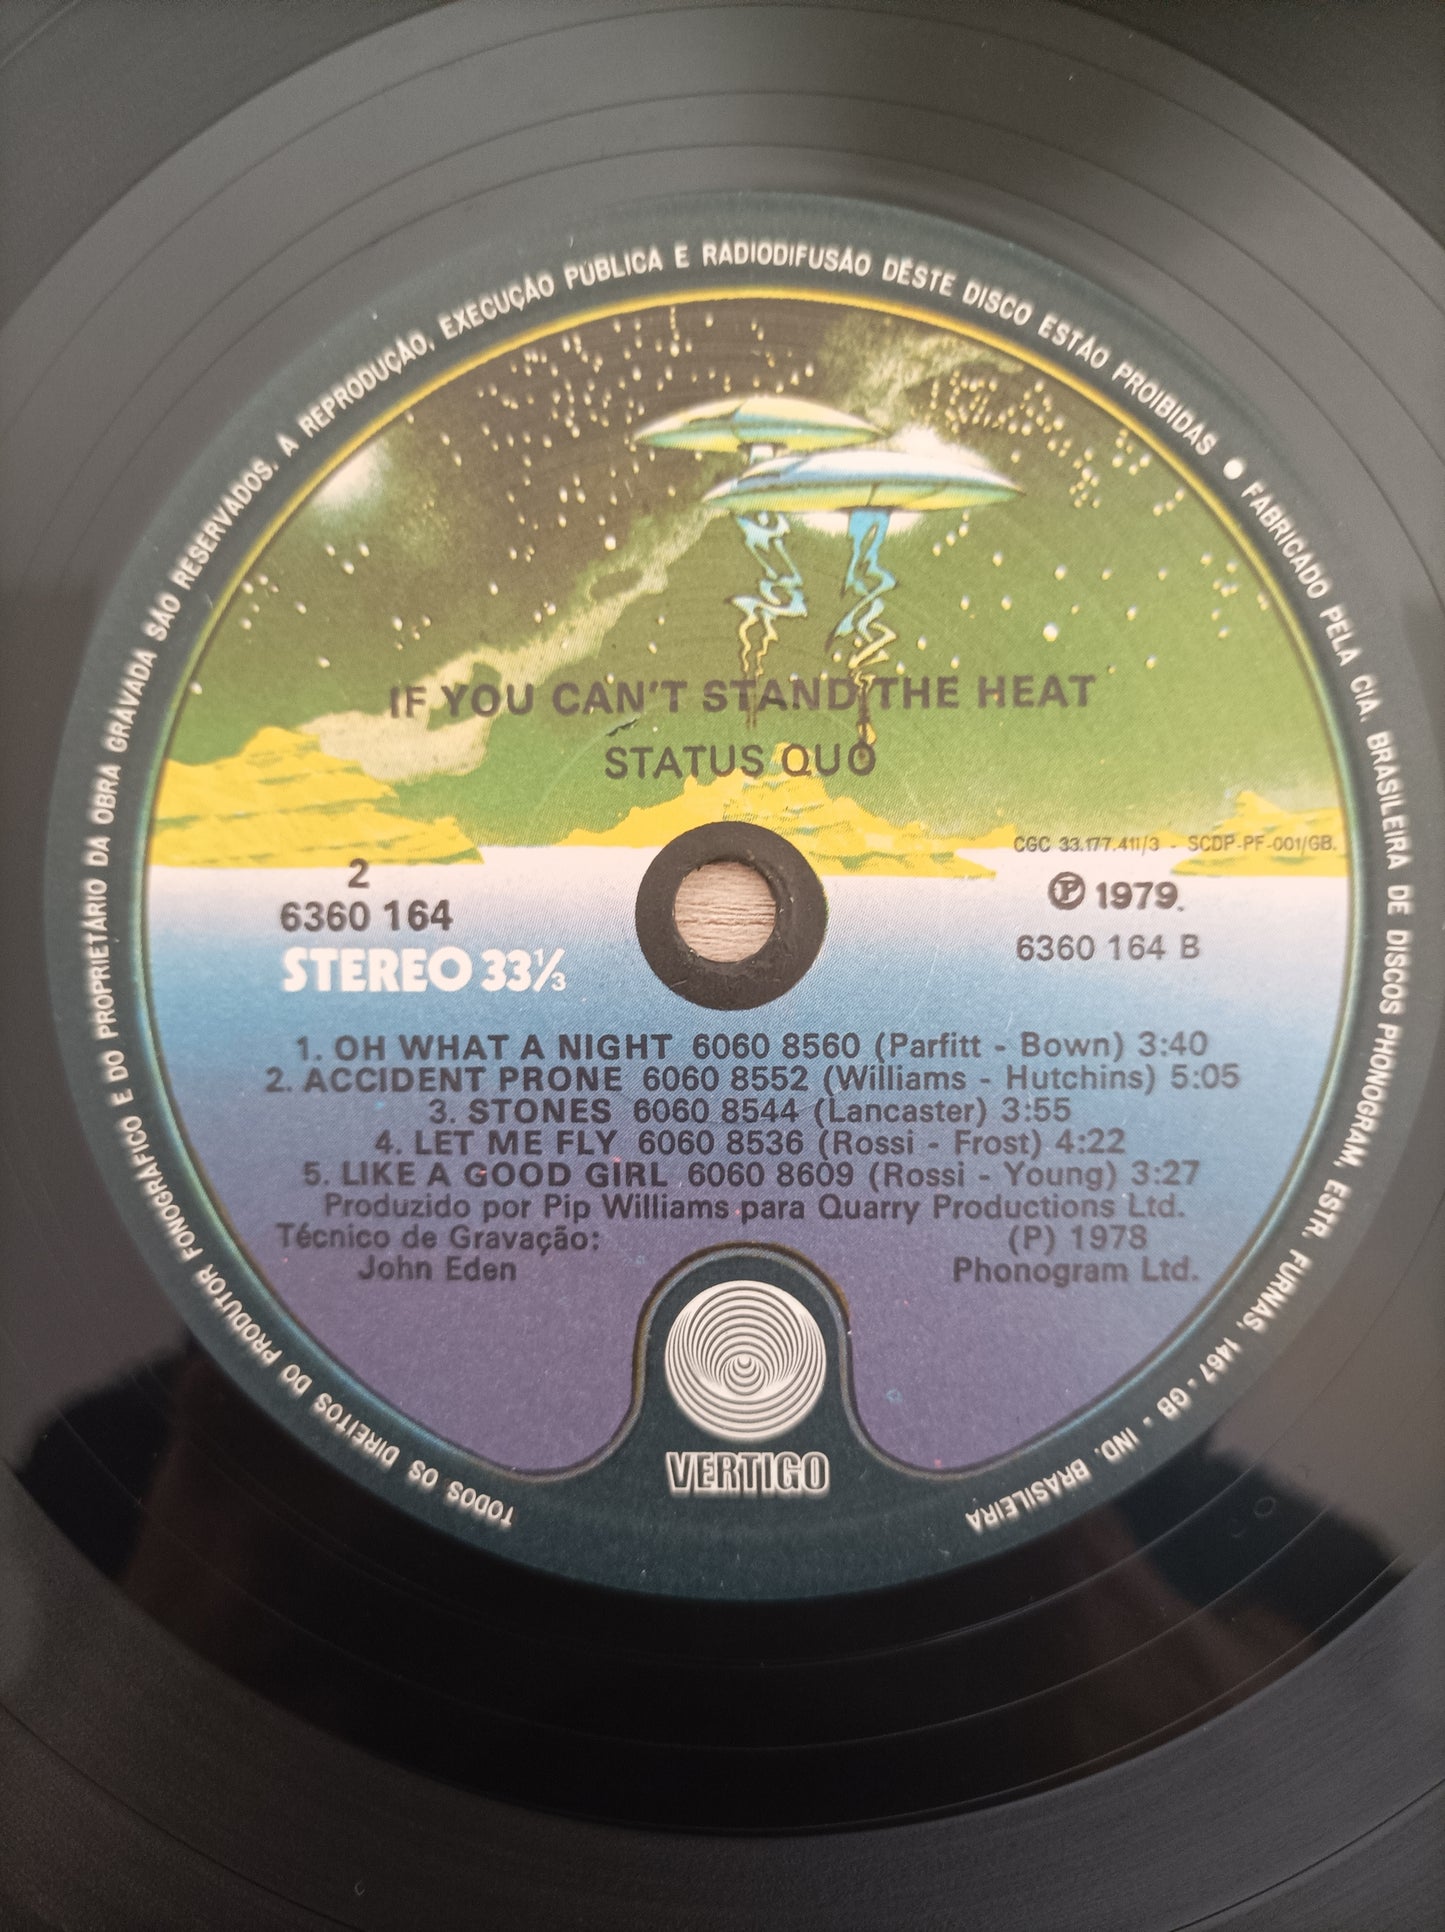 TODOS OS DIREITOS DO PRODUTOR FONOGRÁFICO E DO PROPRIETÁRIO DA OBRA GRAVADA SÃO RESERVADOS. A REPRODUÇÃO, EXECUÇÃO PÚBLICA E RADIODIFUSÃO DÊSTE DISCO ESTÃO PROIBIDAS ● FABRICADO PELA CIA. BRASILEIRA DE DISCOS PHONOGRAM, ESTR. FURNAS, 1467 - GB - IND. BRASILEIRA
IF YOU CAN'T STAND THE HEAT
STATUS QUO
CGC 33.177.411/3 - SCDP-PF-001/GB.
2
6360 164
STEREO 33⅓
Ⓟ 1979.
6360 164 B
1. OH WHAT A NIGHT 6060 8560 (Parfitt - Bown) 3:40
2. ACCIDENT PRONE 6060 8552 (Williams - Hutchins) 5:05
3. STONES 6060 8544 (Lancaster) 3:55
4. LET ME FLY 6060 8536 (Rossi - Frost) 4:22
5. LIKE A GOOD GIRL 6060 8609 (Rossi - Young) 3:27
Produzido por Pip Williams para Quarry Productions Ltd.
Técnico de Gravação: (P) 1978
John Eden Phonogram Ltd.
VERTIGO